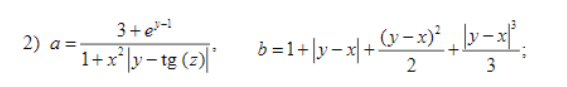 2) a = (3+e^(y-1))/(1+x²|y-tg (z)|), b=1+|y-x|+(y-x)²/2+|y-x|³/3;